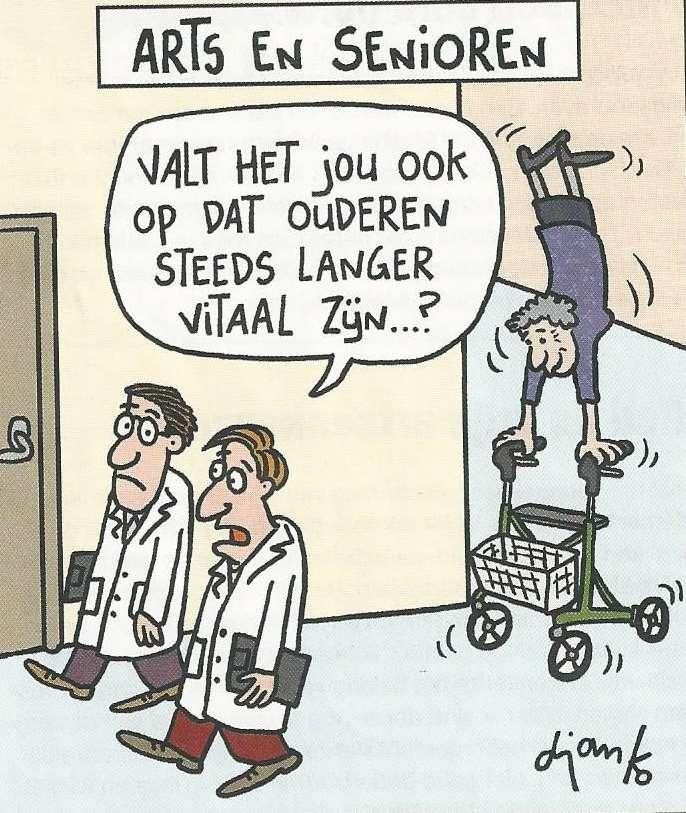 ARTS EN SENiOREN
VALT HET jou ook
OP DAT OUDEREN
STEEDS LANGER
ViTAAL ZijN...?
djanko